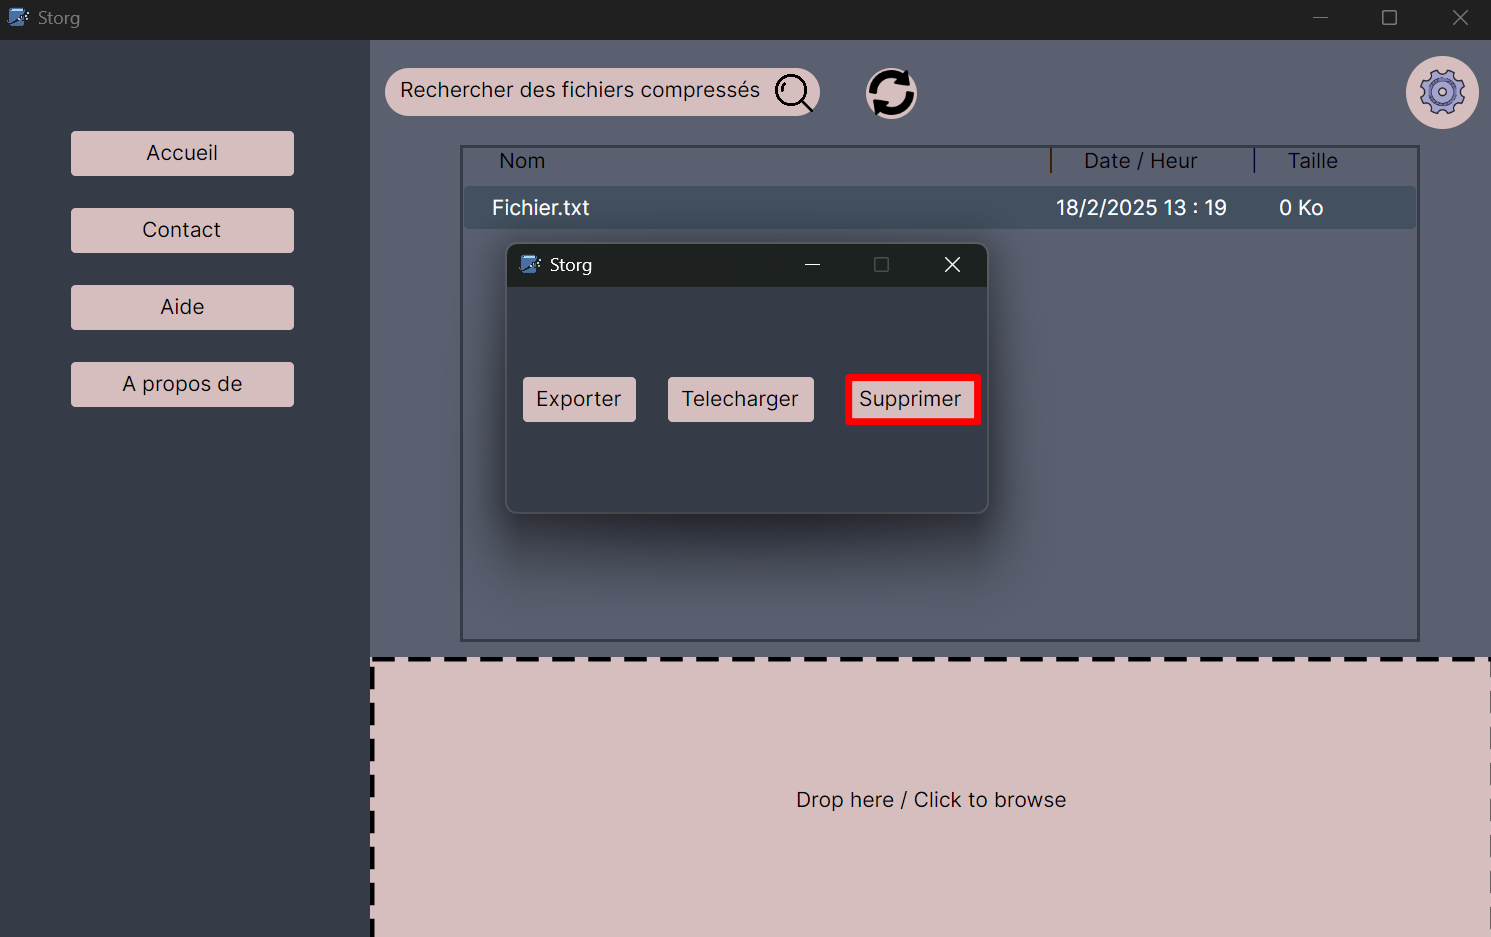 Storg
Rechercher des fichiers compressés
Accueil
Contact
Aide
A propos de
Nom | Date / Heur | Taille
Fichier.txt 18/2/2025 13 : 19 0 Ko
Storg
Exporter Telecharger Supprimer
Drop here / Click to browse